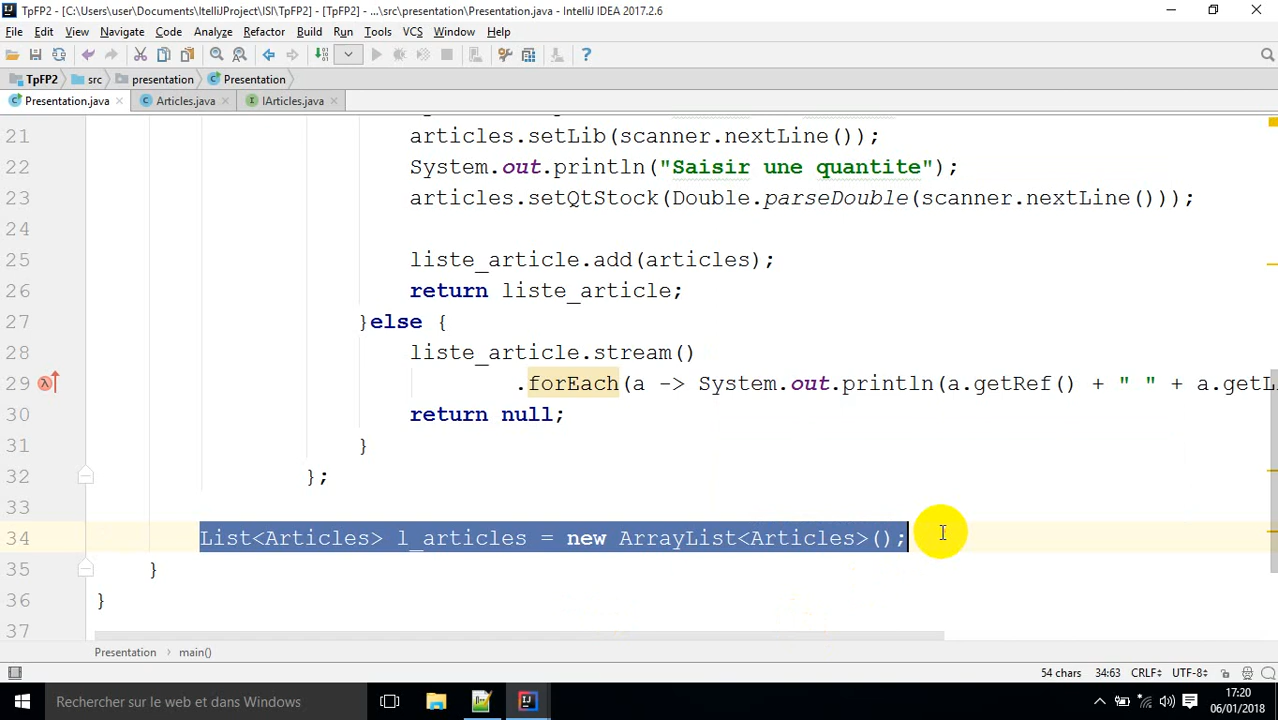 TpFP2 - [C:\Users\user\Documents\ItelliJProject\ISI\TpFP2] - [TpFP2] - ...\src\presentation\Presentation.java - IntelliJ IDEA 2017.2.6
File Edit View Navigate Code Analyze Refactor Build Run Tools VCS Window Help
TpFP2 src presentation Presentation
Presentation.java Articles.java IArticles.java
21 articles.setLib(scanner.nextLine());
22 System.out.println("Saisir une quantite");
23 articles.setQtStock(Double.parseDouble(scanner.nextLine()));
24
25 liste_article.add(articles);
26 return liste_article;
27 }else {
28 liste_article.stream()
29 .forEach(a -> System.out.println(a.getRef() + " " + a.getL
30 return null;
31 }
32 };
33
34 List<Articles> l_articles = new ArrayList<Articles>();
35 }
36 }
37
Presentation main()
54 chars 34:63 CRLF UTF-8
Rechercher sur le web et dans Windows
17:20
06/01/2018